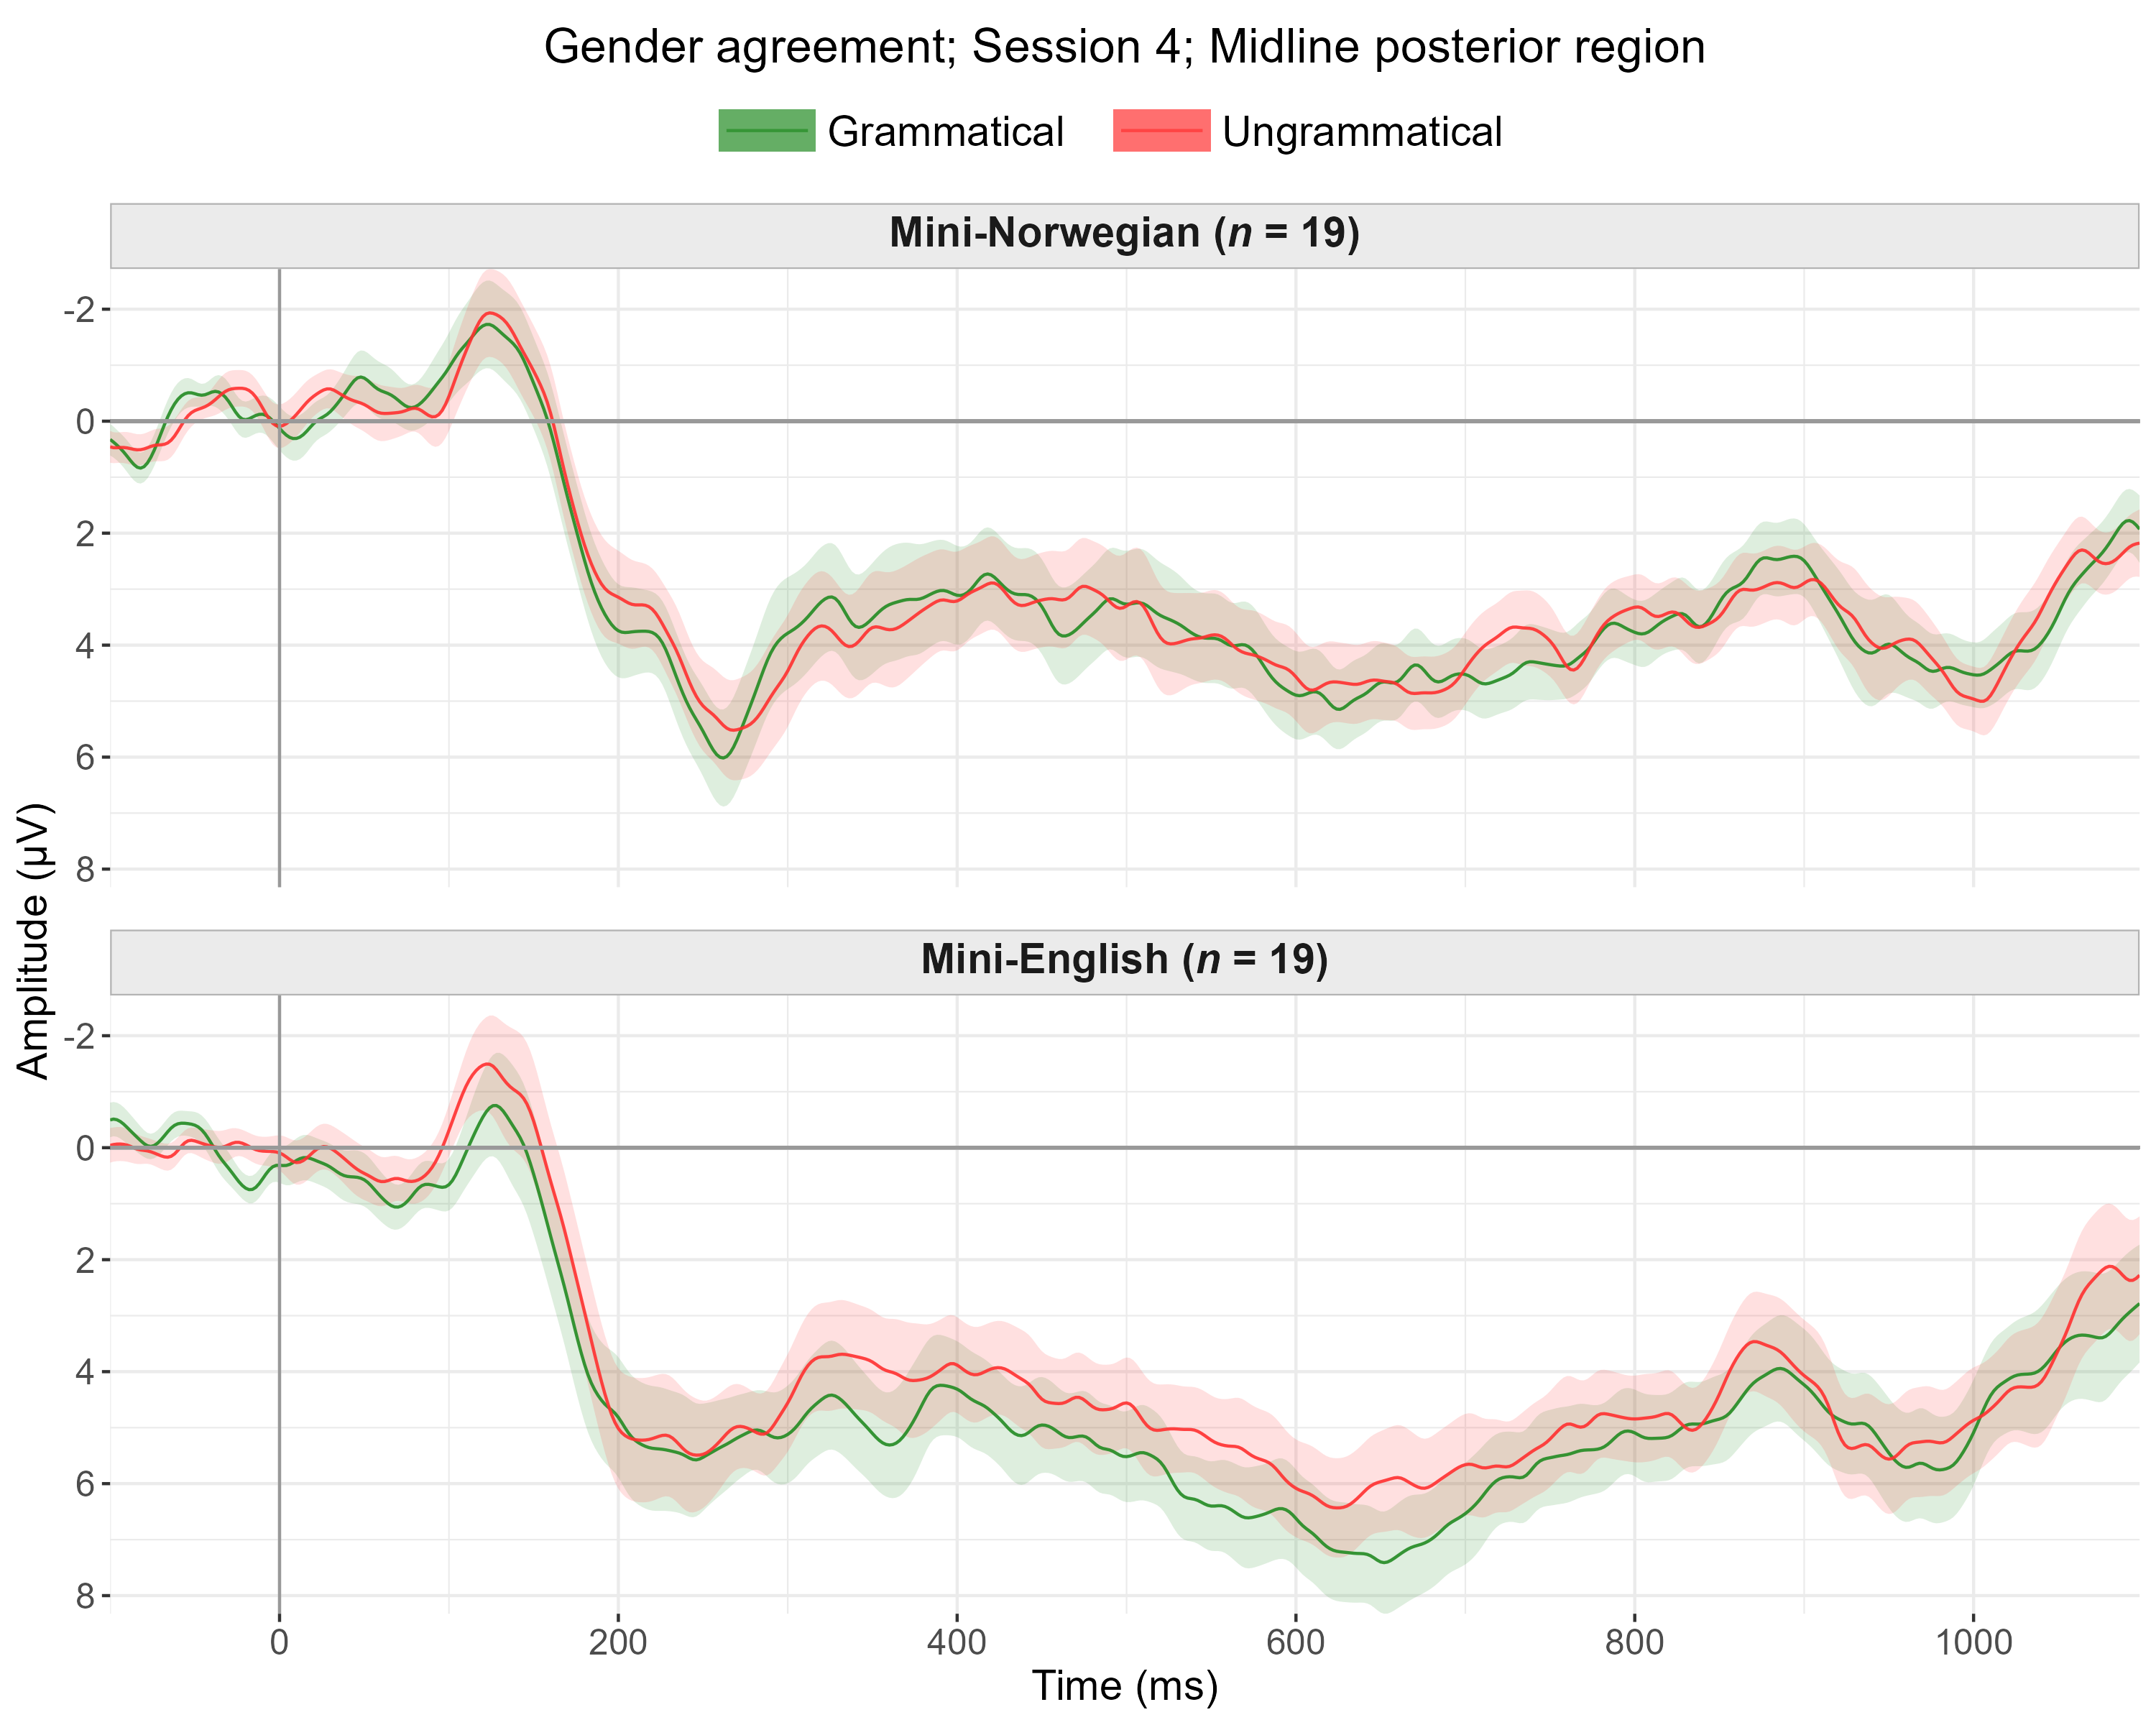 Gender agreement; Session 4; Midline posterior region
Grammatical Ungrammatical
Mini-Norwegian (n = 19)
-2
0
2
4
6
8
Amplitude (µV)
Mini-English (n = 19)
-2
0
2
4
6
8
0 200 400 600 800 1000
Time (ms)